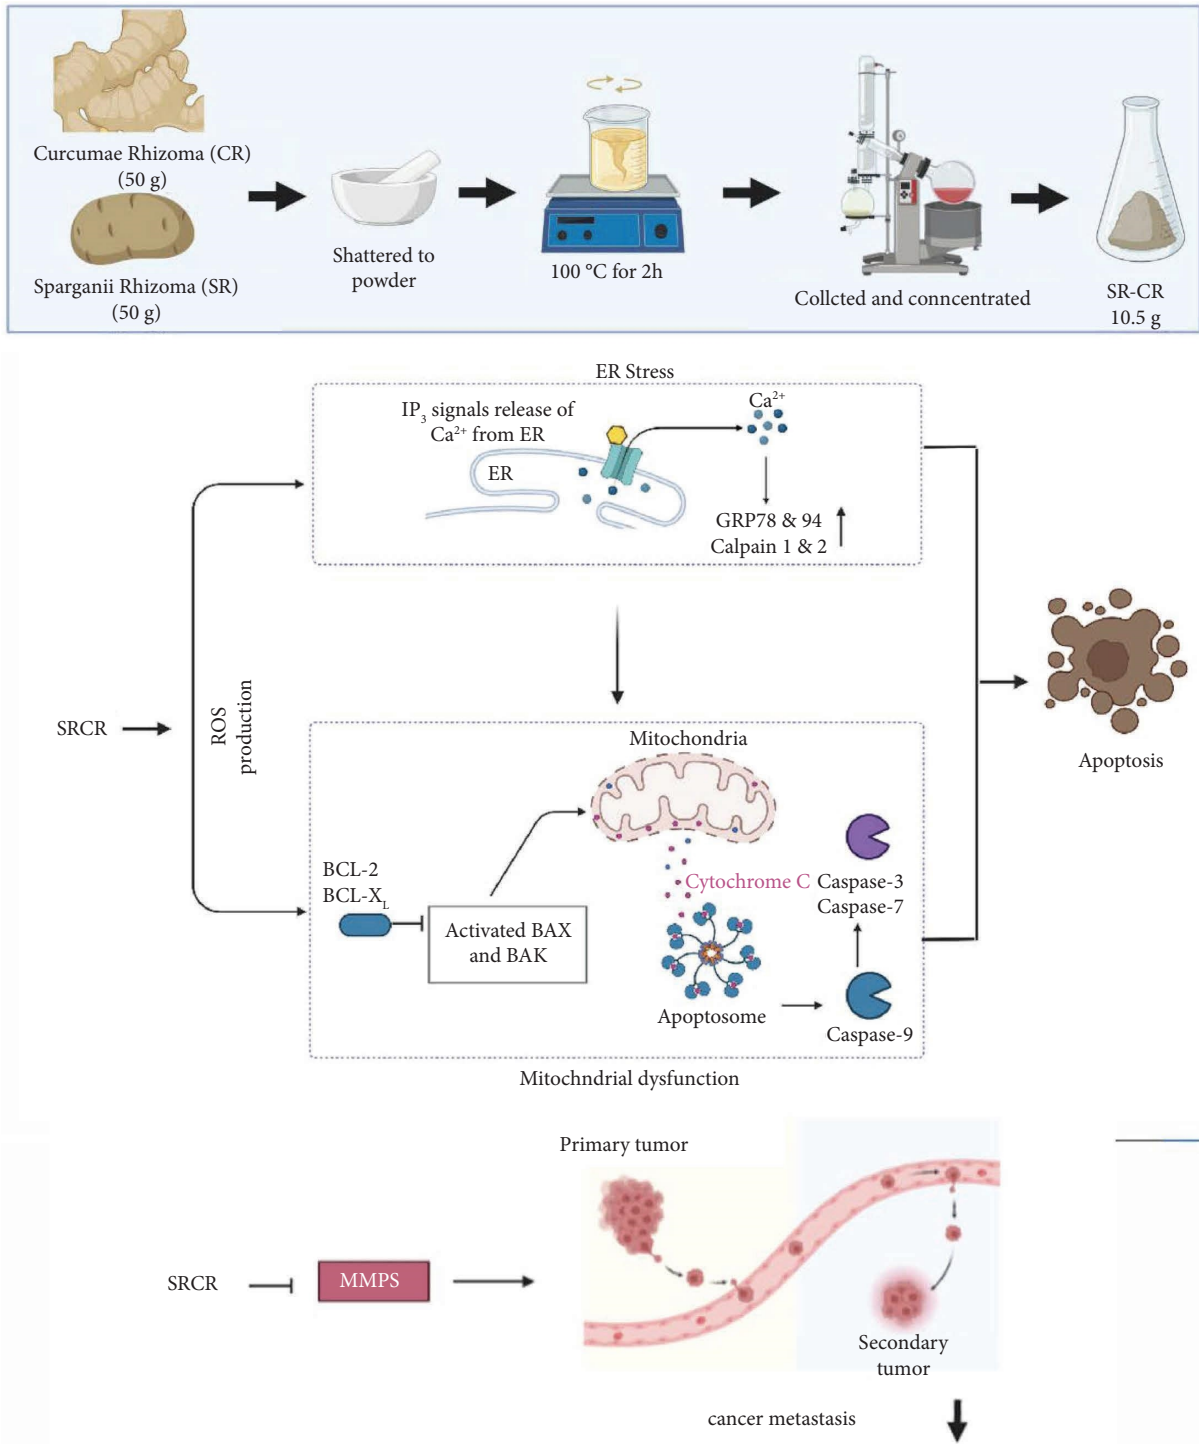 Curcumae Rhizoma (CR)
(50 g)
Sparganii Rhizoma (SR)
(50 g)
Shattered to
powder
100 °C for 2h
Collcted and conncentrated
SR-CR
10.5 g
ER Stress
IP₃ signals release of
Ca²⁺ from ER
ER
Ca²⁺
GRP78 & 94
Calpain 1 & 2
SRCR
ROS
production
Apoptosis
Mitochondria
BCL-2
BCL-X_L
Activated BAX
and BAK
Cytochrome C
Caspase-3
Caspase-7
Apoptosome
Caspase-9
Mitochndrial dysfunction
Primary tumor
SRCR
MMPS
Secondary
tumor
cancer metastasis